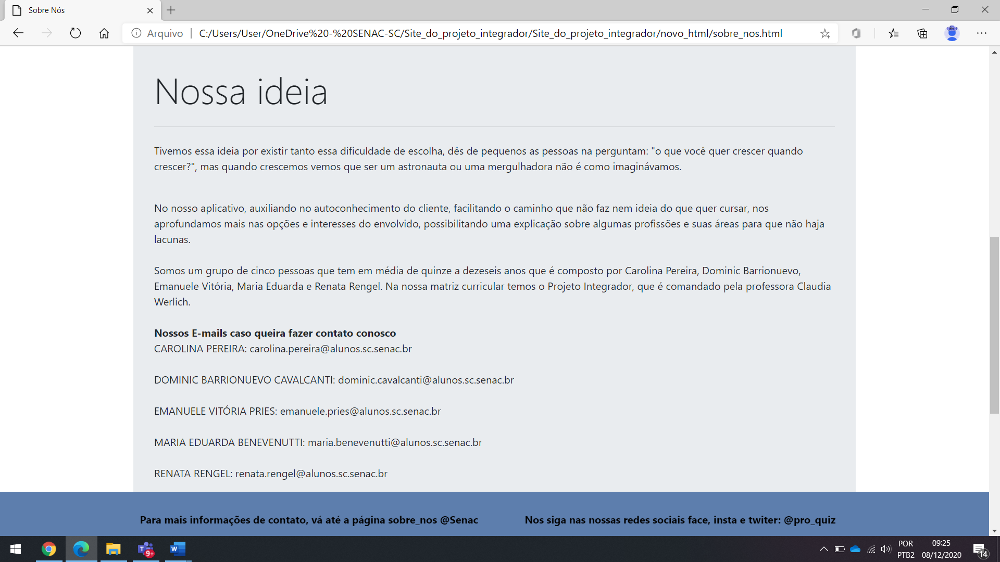 Sobre Nós
Arquivo
C:/Users/User/OneDrive%20-%20SENAC-SC/Site_do_projeto_integrador/Site_do_projeto_integrador/novo_html/sobre_nos.html
Nossa ideia
Tivemos essa ideia por existir tanto essa dificuldade de escolha, dês de pequenos as pessoas na perguntam: "o que você quer crescer quando
crescer?", mas quando crescemos vemos que ser um astronauta ou uma mergulhadora não é como imaginávamos.
No nosso aplicativo, auxiliando no autoconhecimento do cliente, facilitando o caminho que não faz nem ideia do que quer cursar, nos
aprofundamos mais nas opções e interesses do envolvido, possibilitando uma explicação sobre algumas profissões e suas áreas para que não haja
lacunas.
Somos um grupo de cinco pessoas que tem em média de quinze a dezeseis anos que é composto por Carolina Pereira, Dominic Barrionuevo,
Emanuele Vitória, Maria Eduarda e Renata Rengel. Na nossa matriz curricular temos o Projeto Integrador, que é comandado pela professora Claudia
Werlich.
Nossos E-mails caso queira fazer contato conosco
CAROLINA PEREIRA: carolina.pereira@alunos.sc.senac.br
DOMINIC BARRIONUEVO CAVALCANTI: dominic.cavalcanti@alunos.sc.senac.br
EMANUELE VITÓRIA PRIES: emanuele.pries@alunos.sc.senac.br
MARIA EDUARDA BENEVENUTTI: maria.benevenutti@alunos.sc.senac.br
RENATA RENGEL: renata.rengel@alunos.sc.senac.br
Para mais informações de contato, vá até a página sobre_nos @Senac
Nos siga nas nossas redes sociais face, insta e twiter: @pro_quiz
T
9+
W
POR
PTB2
09:25
08/12/2020
14